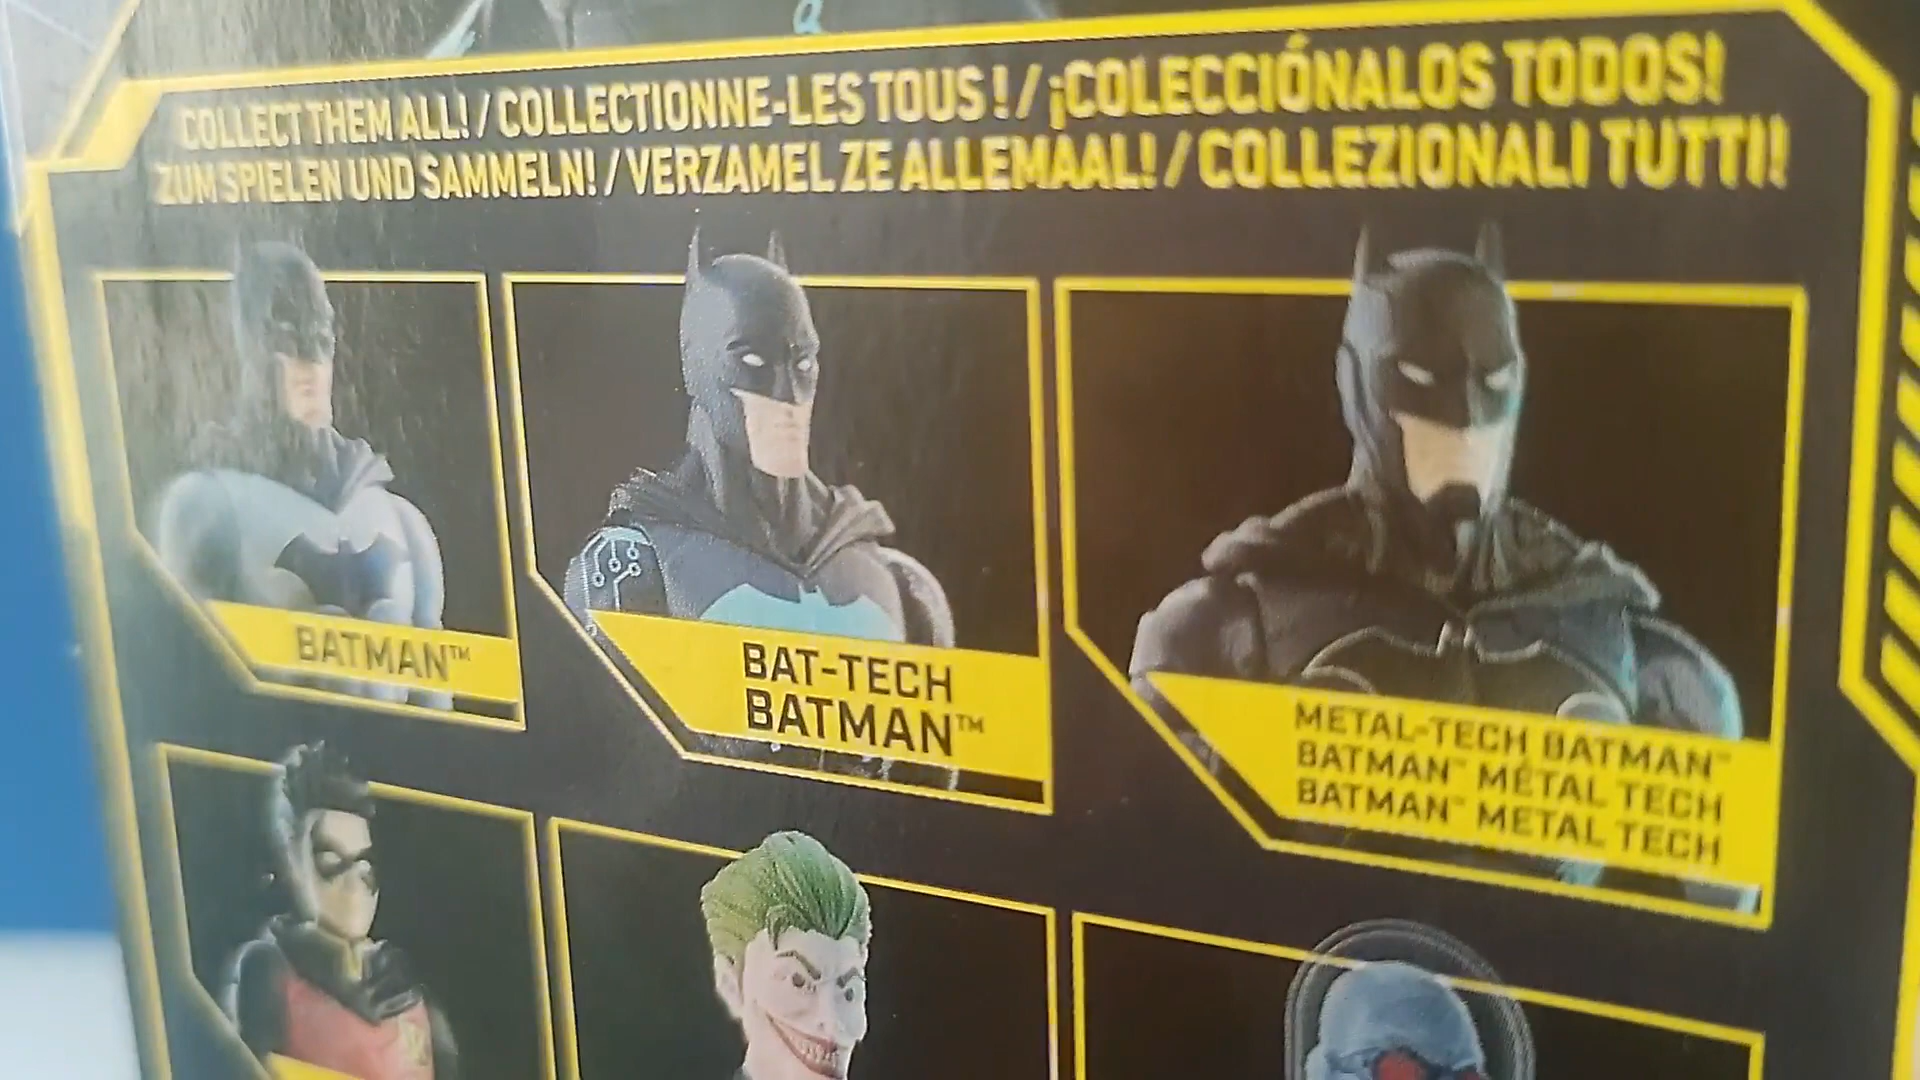 COLLECT THEM ALL! / COLLECTIONNE-LES TOUS ! / ¡COLECCIÓNALOS TODOS!
ZUM SPIELEN UND SAMMELN! / VERZAMEL ZE ALLEMAAL! / COLLEZIONALI TUTTI!
BATMAN™
BAT-TECH
BATMAN™
METAL-TECH BATMAN™
BATMAN™ MÉTAL TECH
BATMAN™ METAL TECH